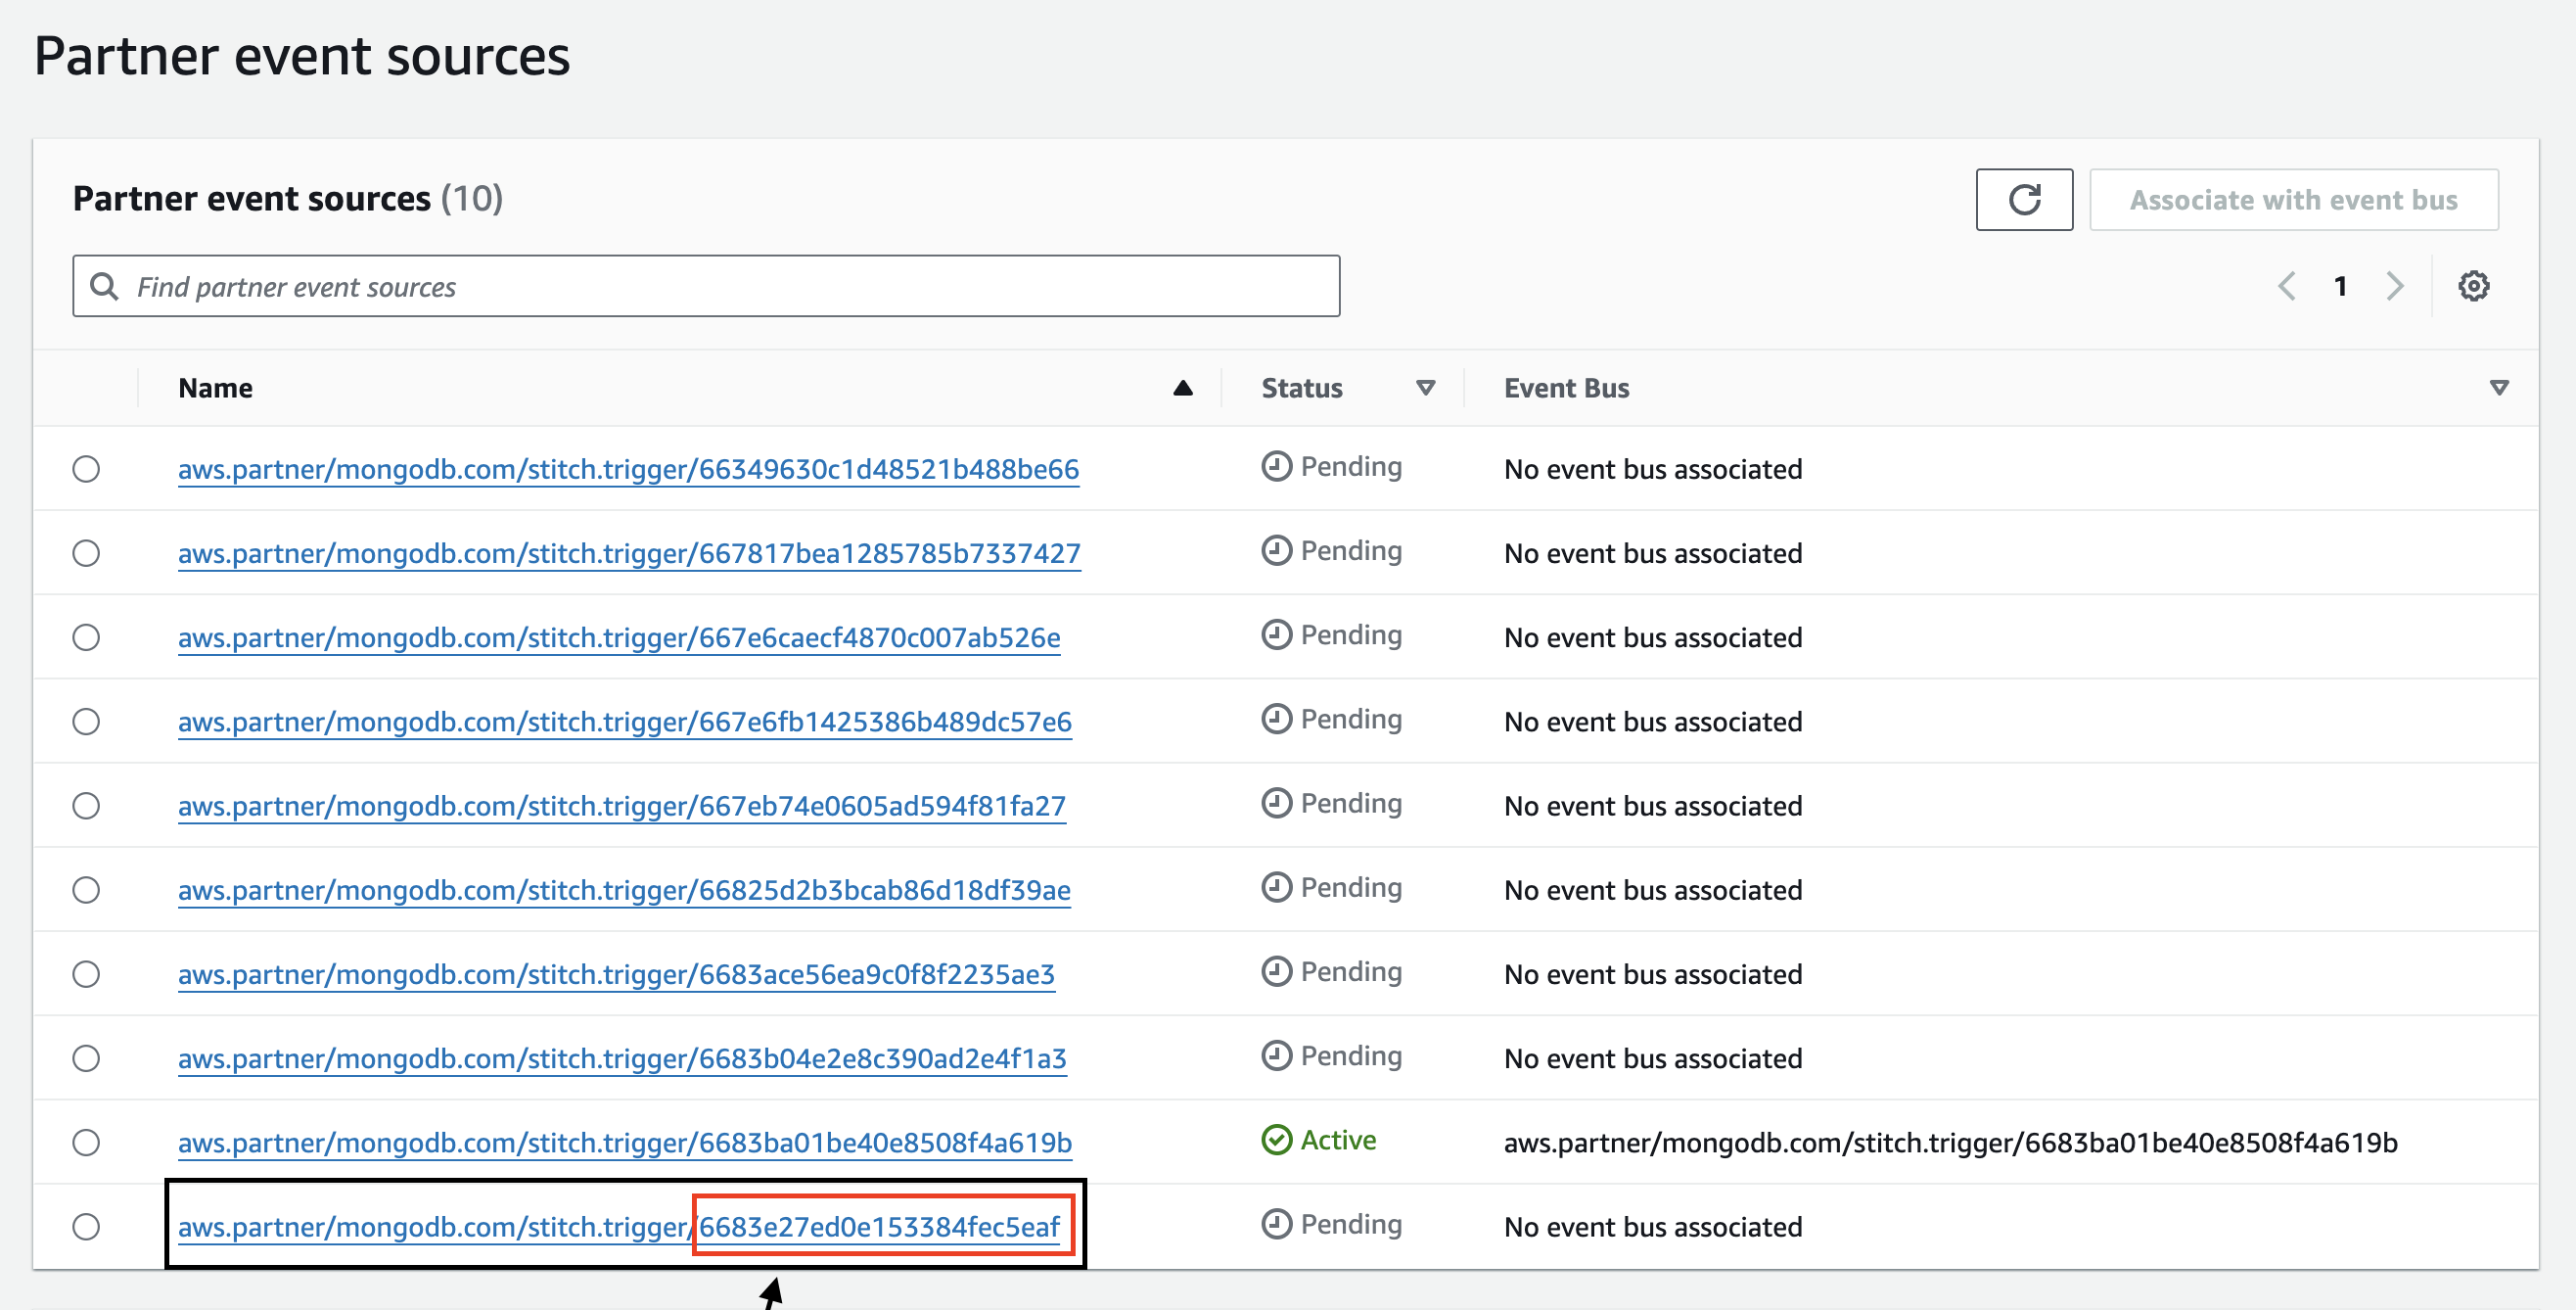 Partner event sources
Partner event sources (10)
Associate with event bus
Find partner event sources
1
Name Status Event Bus
aws.partner/mongodb.com/stitch.trigger/66349630c1d48521b488be66 Pending No event bus associated
aws.partner/mongodb.com/stitch.trigger/667817bea1285785b7337427 Pending No event bus associated
aws.partner/mongodb.com/stitch.trigger/667e6caecf4870c007ab526e Pending No event bus associated
aws.partner/mongodb.com/stitch.trigger/667e6fb1425386b489dc57e6 Pending No event bus associated
aws.partner/mongodb.com/stitch.trigger/667eb74e0605ad594f81fa27 Pending No event bus associated
aws.partner/mongodb.com/stitch.trigger/66825d2b3bcab86d18df39ae Pending No event bus associated
aws.partner/mongodb.com/stitch.trigger/6683ace56ea9c0f8f2235ae3 Pending No event bus associated
aws.partner/mongodb.com/stitch.trigger/6683b04e2e8c390ad2e4f1a3 Pending No event bus associated
aws.partner/mongodb.com/stitch.trigger/6683ba01be40e8508f4a619b Active aws.partner/mongodb.com/stitch.trigger/6683ba01be40e8508f4a619b
aws.partner/mongodb.com/stitch.trigger/6683e27ed0e153384fec5eaf Pending No event bus associated